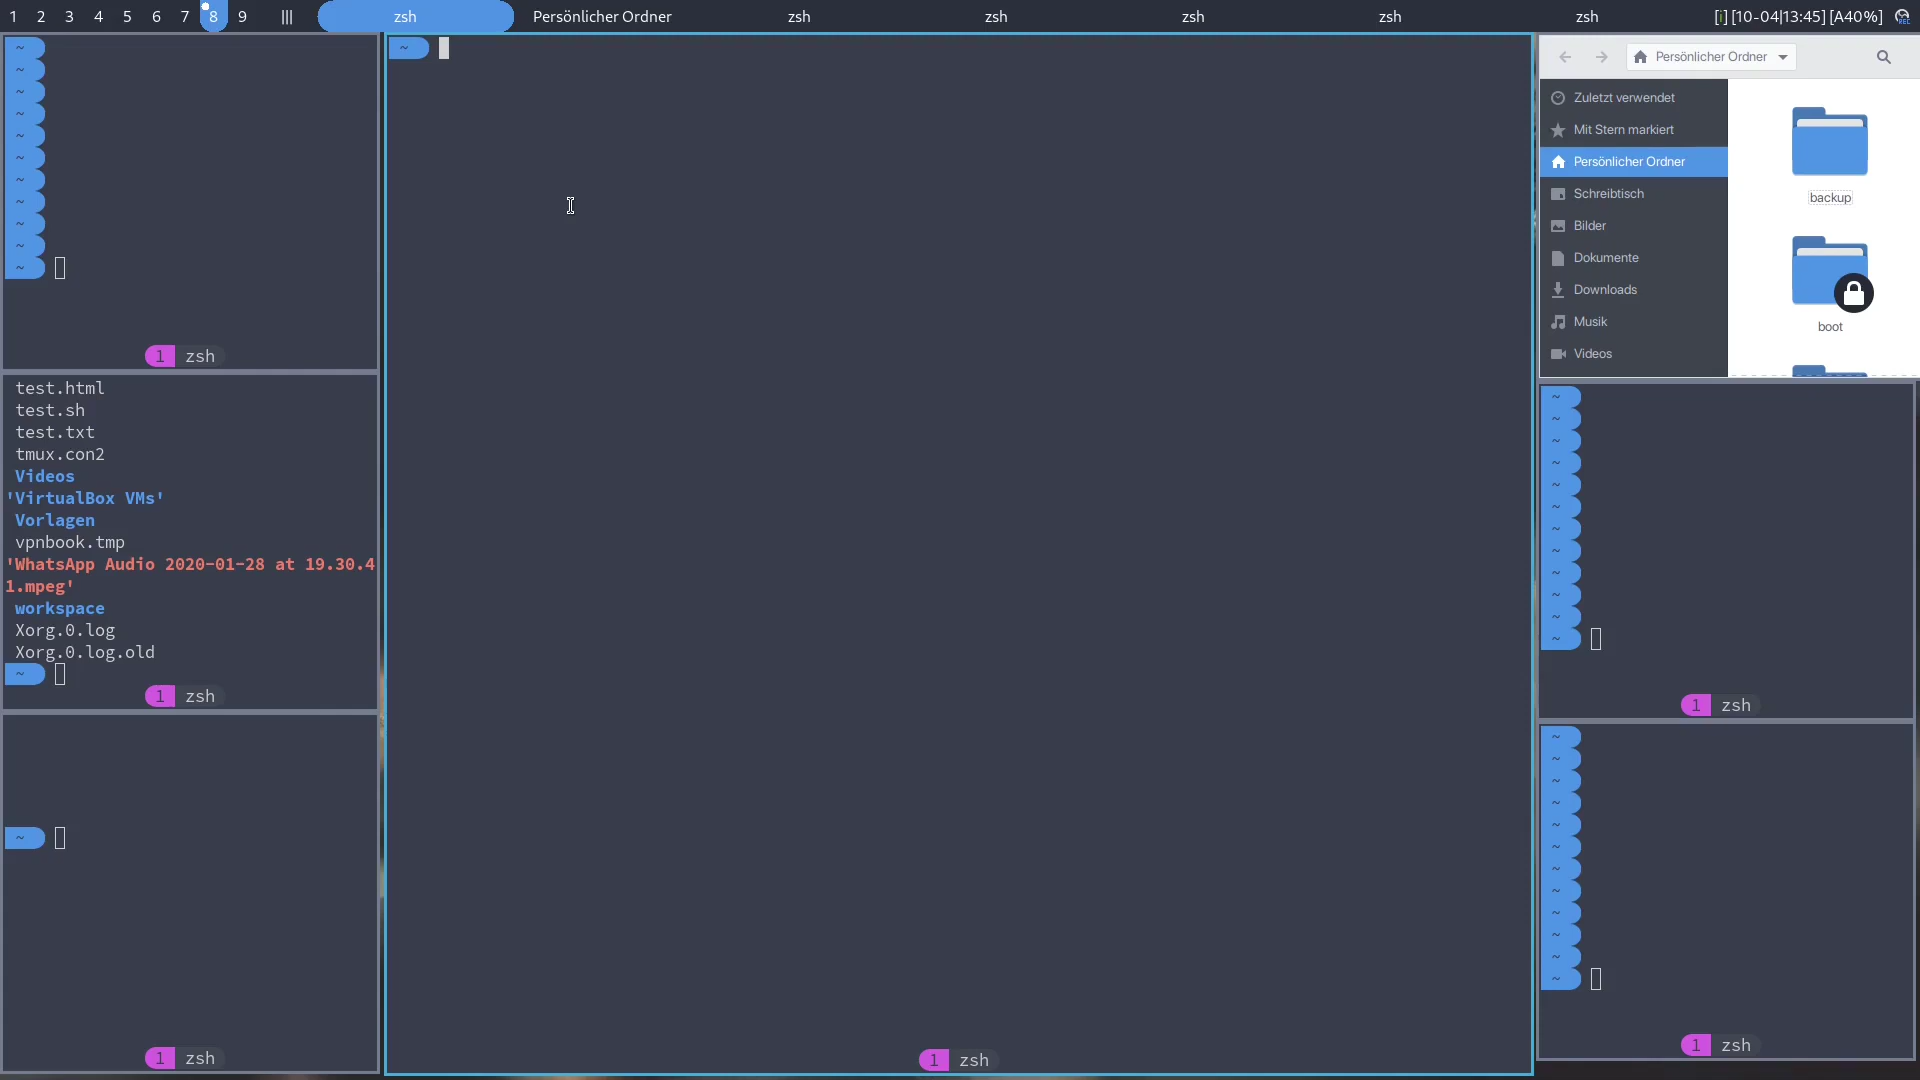 1 2 3 4 5 6 7 8 9 ||| zsh Persönlicher Ordner zsh zsh zsh zsh zsh [i] [10-04|13:45] [A40%] REC
~
~
~
~
~
~
~
~
~
~
~
1 zsh
test.html
test.sh
test.txt
tmux.con2
Videos
'VirtualBox VMs'
Vorlagen
vpnbook.tmp
'WhatsApp Audio 2020-01-28 at 19.30.4
1.mpeg'
workspace
Xorg.0.log
Xorg.0.log.old
~
1 zsh
~
1 zsh
~
1 zsh
Persönlicher Ordner
Zuletzt verwendet
Mit Stern markiert
Persönlicher Ordner
Schreibtisch
Bilder
Dokumente
Downloads
Musik
Videos
backup
boot
~
~
~
~
~
~
~
~
~
~
~
~
1 zsh
~
~
~
~
~
~
~
~
~
~
~
~
1 zsh